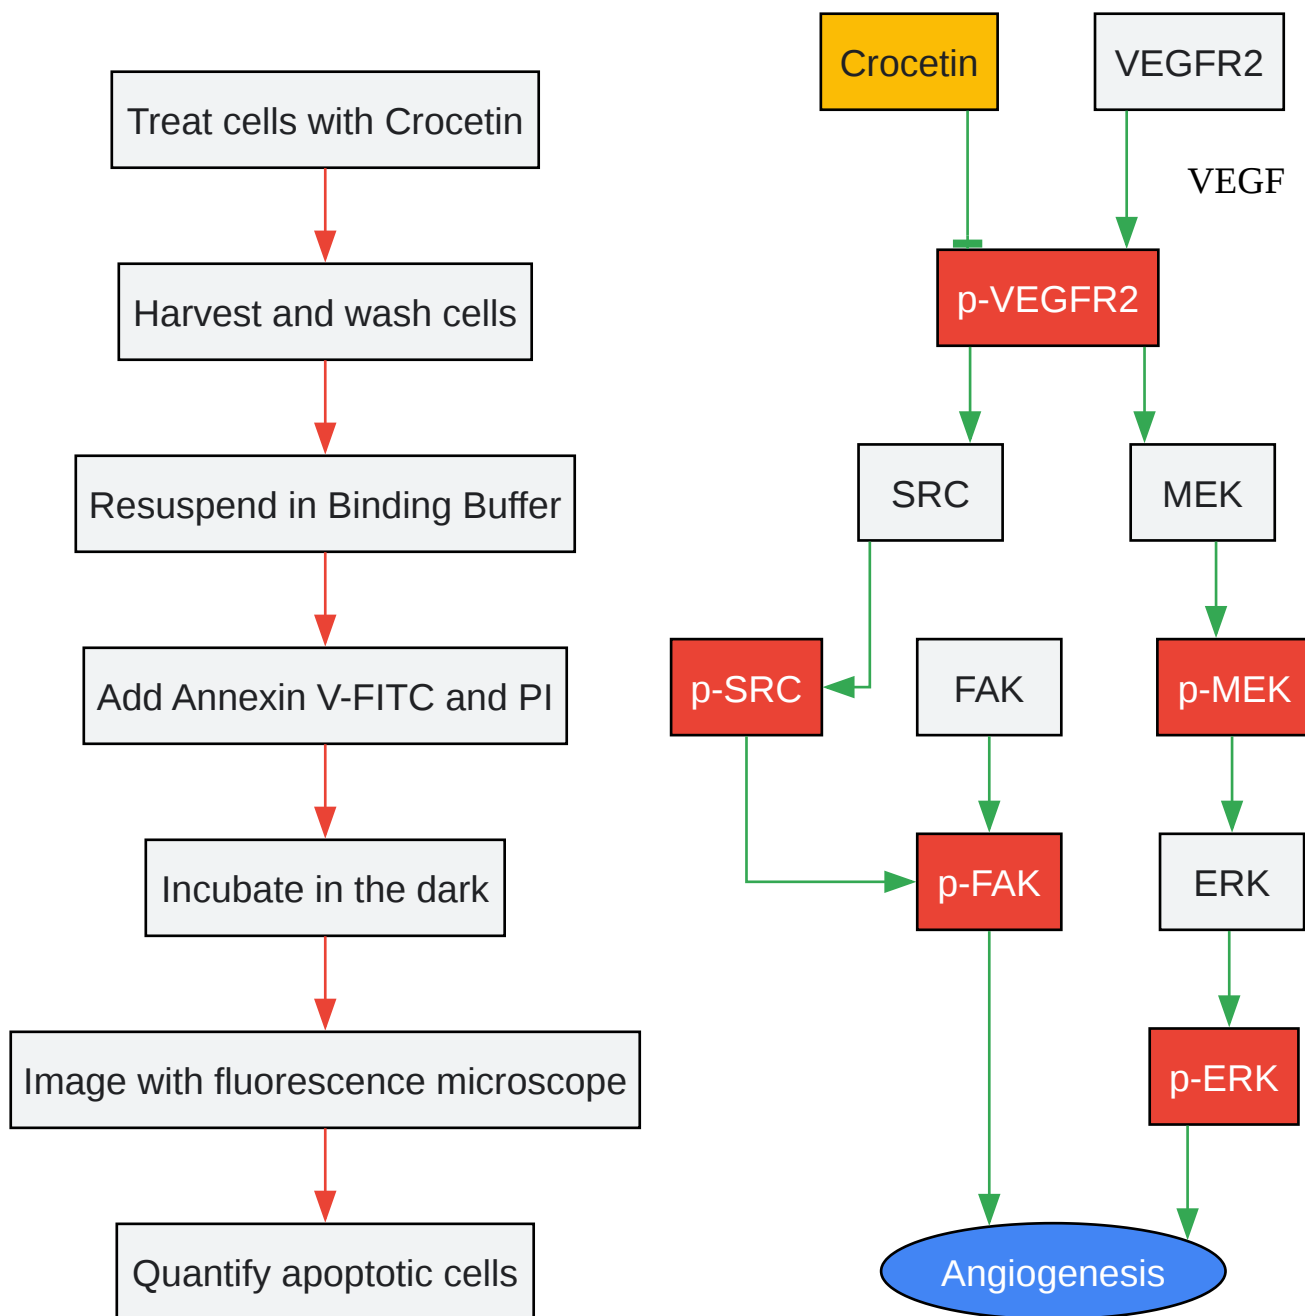 Treat cells with Crocetin
Harvest and wash cells
Resuspend in Binding Buffer
Add Annexin V-FITC and PI
Incubate in the dark
Image with fluorescence microscope
Quantify apoptotic cells
Crocetin
VEGFR2
VEGF
p-VEGFR2
SRC
MEK
p-SRC
FAK
p-MEK
p-FAK
ERK
p-ERK
Angiogenesis